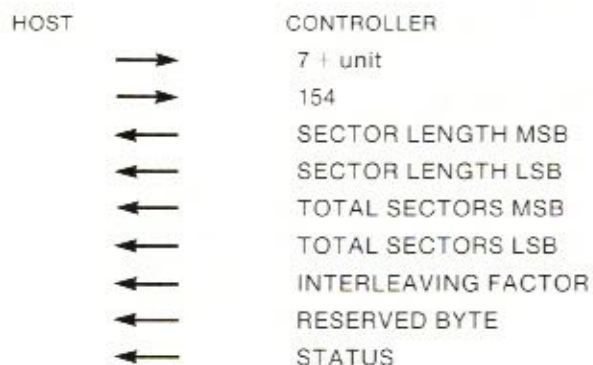 HOST CONTROLLER
7 + unit
154
SECTOR LENGTH MSB
SECTOR LENGTH LSB
TOTAL SECTORS MSB
TOTAL SECTORS LSB
INTERLEAVING FACTOR
RESERVED BYTE
STATUS